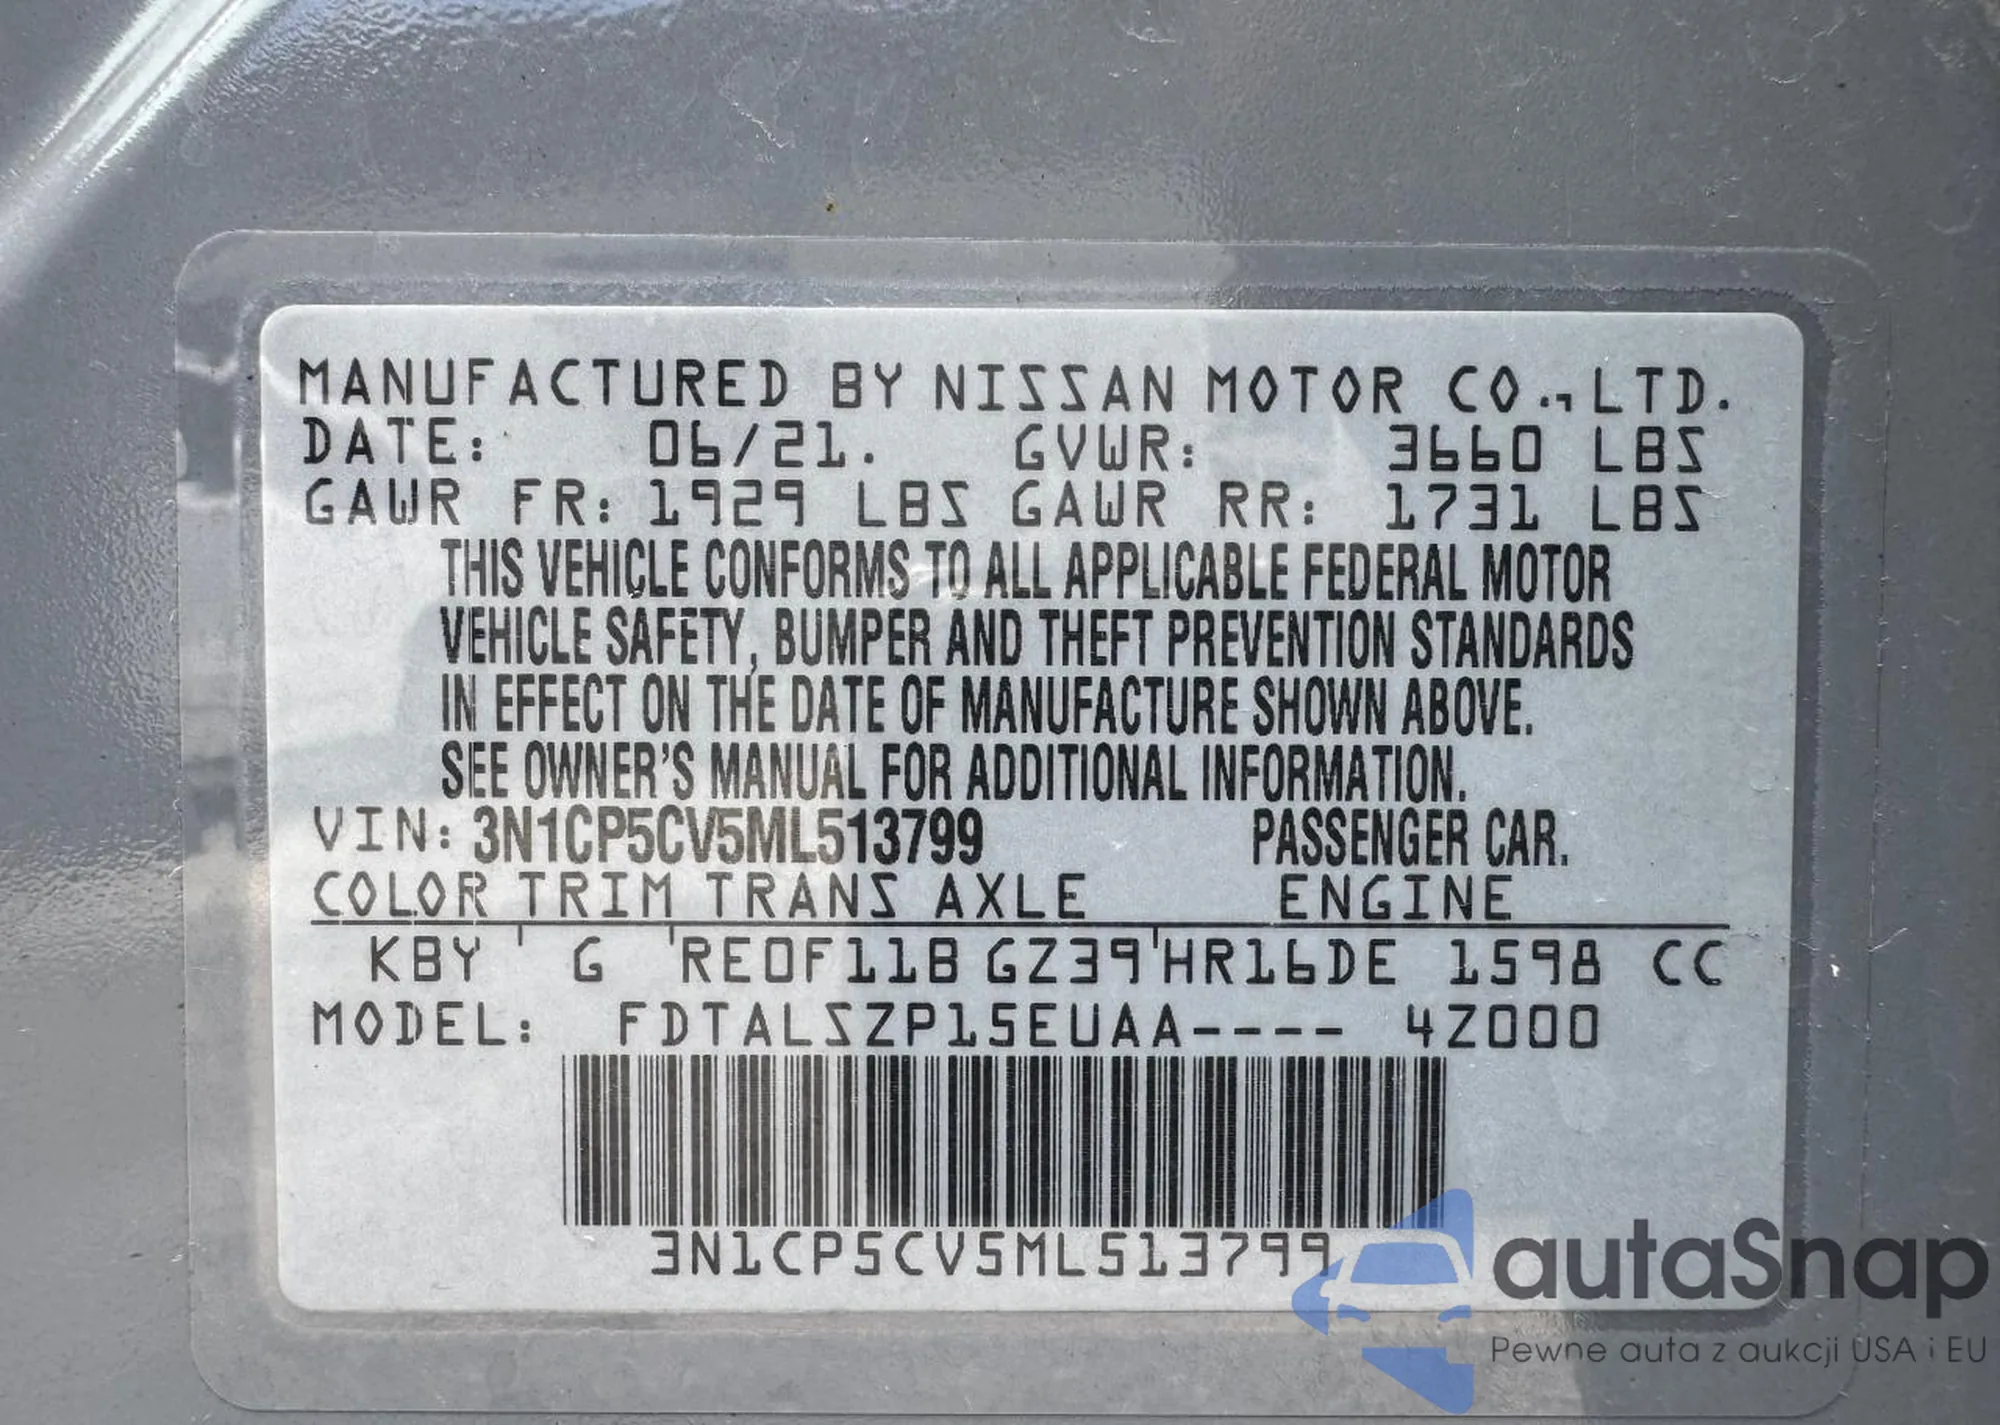 MANUFACTURED BY NISSAN MOTOR CO.,LTD.
DATE: 06/21. GVWR: 3660 LBS
GAWR FR: 1929 LBS GAWR RR: 1731 LBS
THIS VEHICLE CONFORMS TO ALL APPLICABLE FEDERAL MOTOR
VEHICLE SAFETY, BUMPER AND THEFT PREVENTION STANDARDS
IN EFFECT ON THE DATE OF MANUFACTURE SHOWN ABOVE.
SEE OWNER'S MANUAL FOR ADDITIONAL INFORMATION.
VIN: 3N1CP5CV5ML513799 PASSENGER CAR.
COLOR TRIM TRANS AXLE ENGINE
KBY G RE0F11B GZ39 HR16DE 1598 CC
MODEL: FDTALSZP15EUAA---- 4Z000
3N1CP5CV5ML513799
autaSnap
Pewne auta z aukcji USA i EU